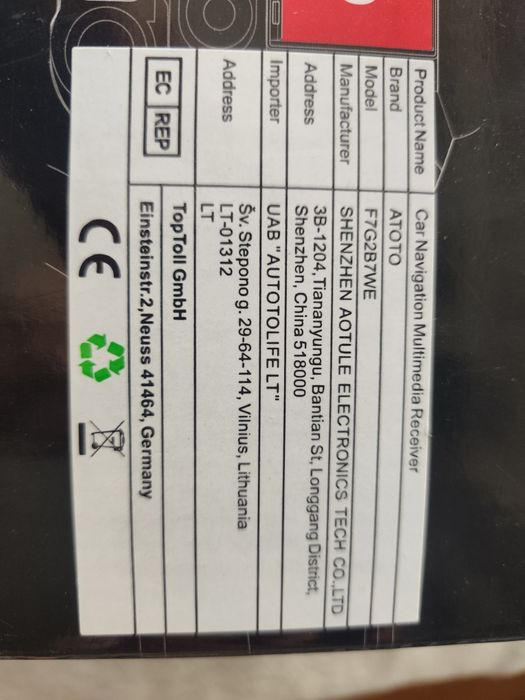 Product Name Car Navigation Multimedia Receiver
Brand ATOTO
Model F7G2B7WE
Manufacturer SHENZHEN AOTULE ELECTRONICS TECH CO.,LTD
Address 3B-1204,Tiananyungu, Bantian St, Longgang District,
Shenzhen, China 518000
Importer UAB "AUTOTOLIFE LT"
Address Šv. Stepono g. 29-64-114, Vilnius, Lithuania
LT-01312
LT
EC REP TopToll GmbH
Einsteinstr.2,Neuss 41464, Germany
CE